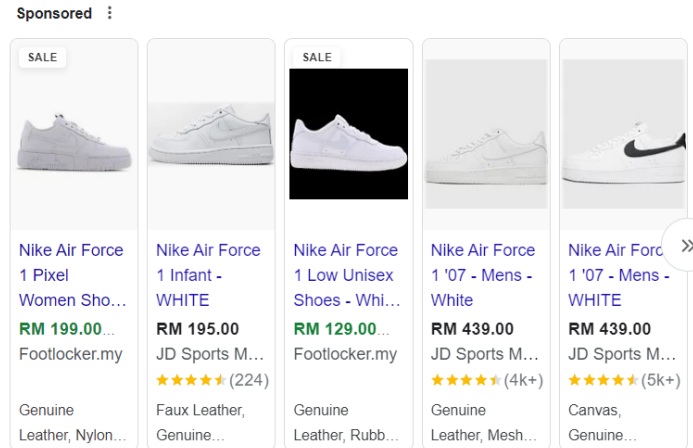 Sponsored
SALE
Nike Air Force
1 Pixel
Women Sho...
RM 199.00...
Footlocker.my
Genuine
Leather, Nylon...
Nike Air Force
1 Infant -
WHITE
RM 195.00
JD Sports M...
(224)
Faux Leather,
Genuine...
SALE
Nike Air Force
1 Low Unisex
Shoes - Whi...
RM 129.00...
Footlocker.my
Genuine
Leather, Rubb...
Nike Air Force
1 '07 - Mens -
White
RM 439.00
JD Sports M...
(4k+)
Genuine
Leather, Mesh...
Nike Air Forc
1 '07 - Mens -
WHITE
RM 439.00
JD Sports M...
(5k+)
Canvas,
Genuine...